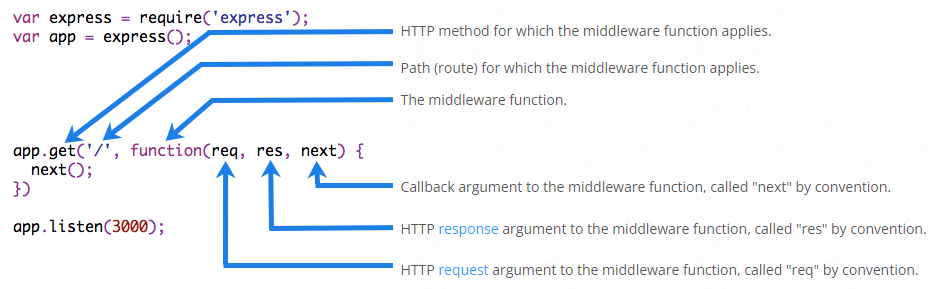 var express = require('express');
var app = express();
HTTP method for which the middleware function applies.
Path (route) for which the middleware function applies.
The middleware function.
app.get('/', function(req, res, next) {
  next();
})
Callback argument to the middleware function, called "next" by convention.
app.listen(3000);
HTTP response argument to the middleware function, called "res" by convention.
HTTP request argument to the middleware function, called "req" by convention.